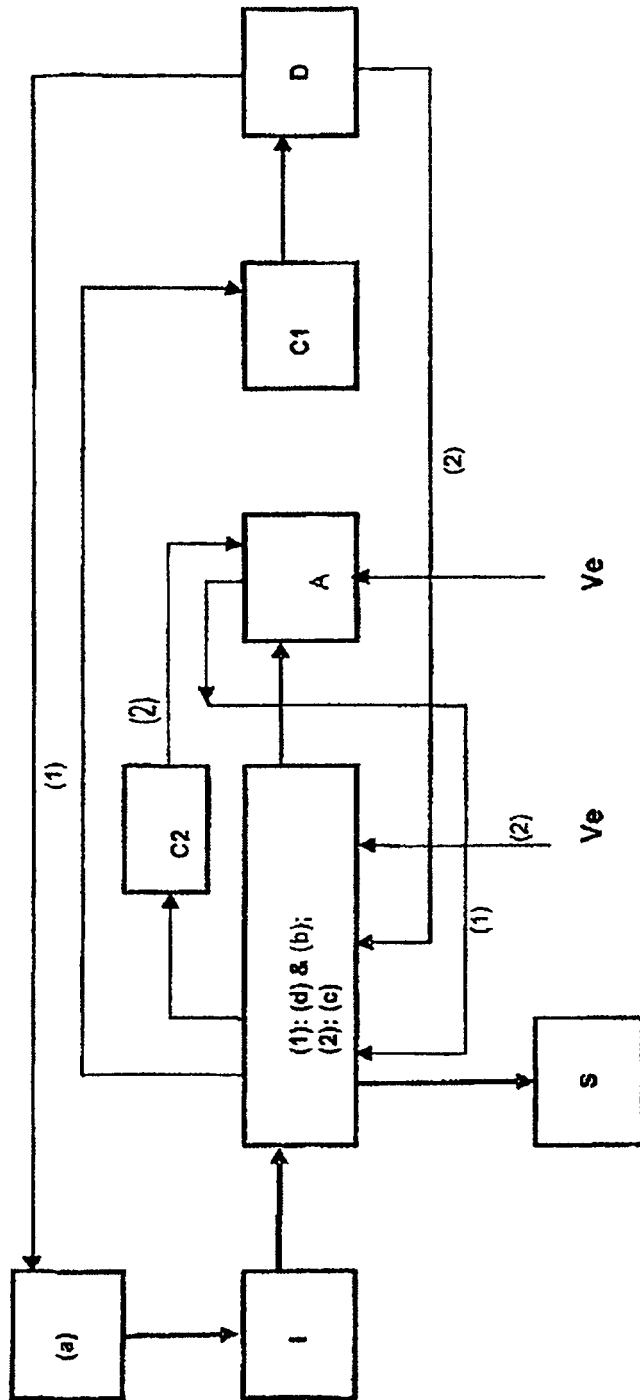 (a)
I
(1): (d) & (b);
(2): (c)
S
C2
(2)
A
C1
D
(1)
(2)
(1)
(2)
Ve
Ve